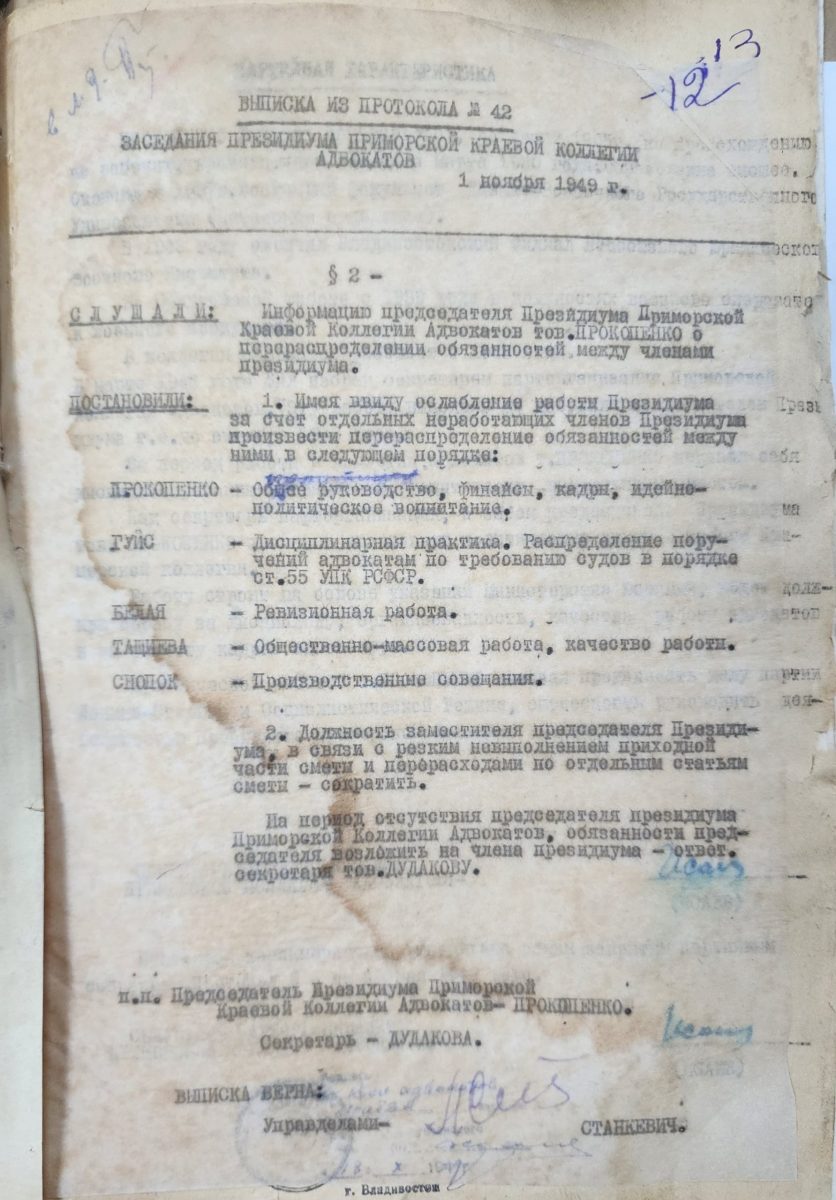 13
-12
ВЫПИСКА ИЗ ПРОТОКОЛА № 42
ЗАСЕДАНИЯ ПРЕЗИДИУМА ПРИМОРСКОЙ КРАЕВОЙ КОЛЛЕГИИ
АДВОКАТОВ
1 ноября 1949 г.
§ 2 -
СЛУШАЛИ: Информацию председателя Президиума Приморской
Краевой Коллегии Адвокатов тов.ПРОКОПЕНКО о
перераспределении обязанностей между членами
президиума.
ПОСТАНОВИЛИ: 1. Имея ввиду ослабление работы Президиума
за счет отдельных неработающих членов Президиума
произвести перераспределение обязанностей между
ними в следующем порядке:
ПРОКОПЕНКО - Общее руководство, финансы, кадры, идейно-
политическое воспитание.
ГУЙС - Дисциплинарная практика. Распределение пору-
чений адвокатам по требованию судов в порядке
ст.55 УПК РСФСР.
БЕЛАЯ - Ревизионная работа.
ТАЩИЕВА - Общественно-массовая работа, качество работы.
СНОПОК - Производственные совещания.
2. Должность заместителя председателя Президи-
ума, в связи с резким невыполнением приходной
части сметы и перерасходами по отдельным статьям
сметы - сократить.
На период отсутствия председателя президиума
Приморской Коллегии Адвокатов, обязанности пред-
седателя возложить на члена президиума - ответ.
секретаря тов.ДУДАКОВУ.
п.п. Председатель Президиума Приморской
Краевой Коллегии Адвокатов- ПРОКОПЕНКО.
Секретарь - ДУДАКОВА.
ВЫПИСКА ВЕРНА:
Управделами- СТАНКЕВИЧ.
г. Владивосток